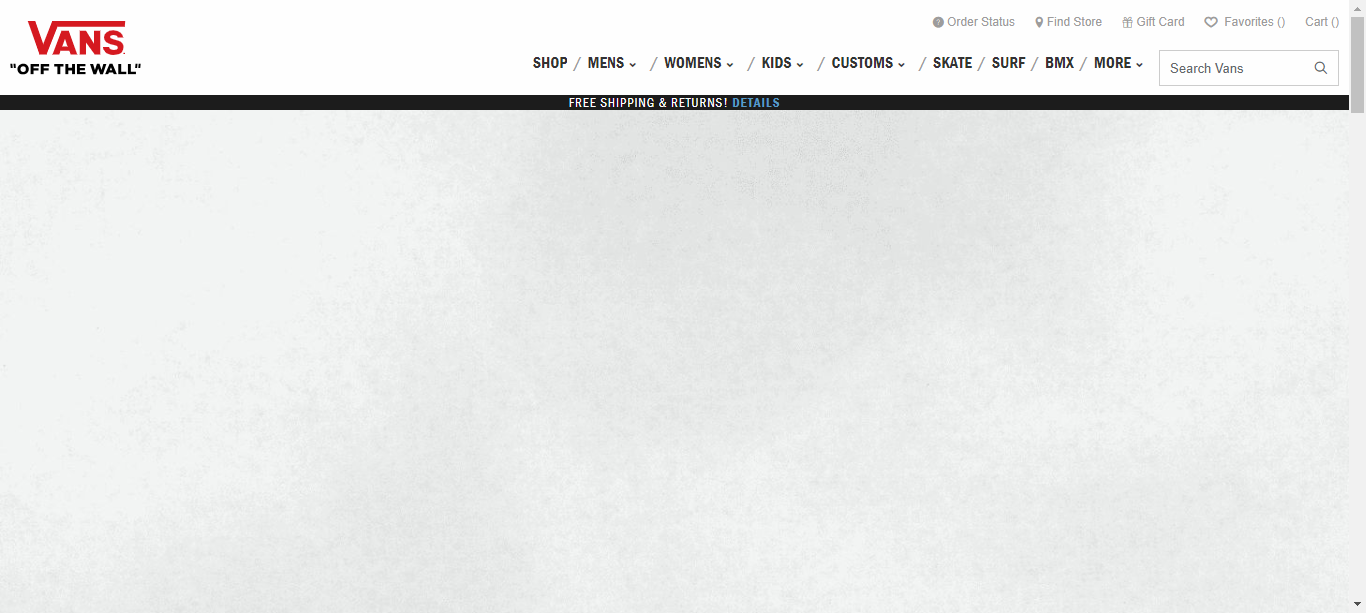 Order Status Find Store Gift Card Favorites () Cart ()
VANS
"OFF THE WALL"
SHOP / MENS / WOMENS / KIDS / CUSTOMS / SKATE / SURF / BMX / MORE
Search Vans
FREE SHIPPING & RETURNS! DETAILS